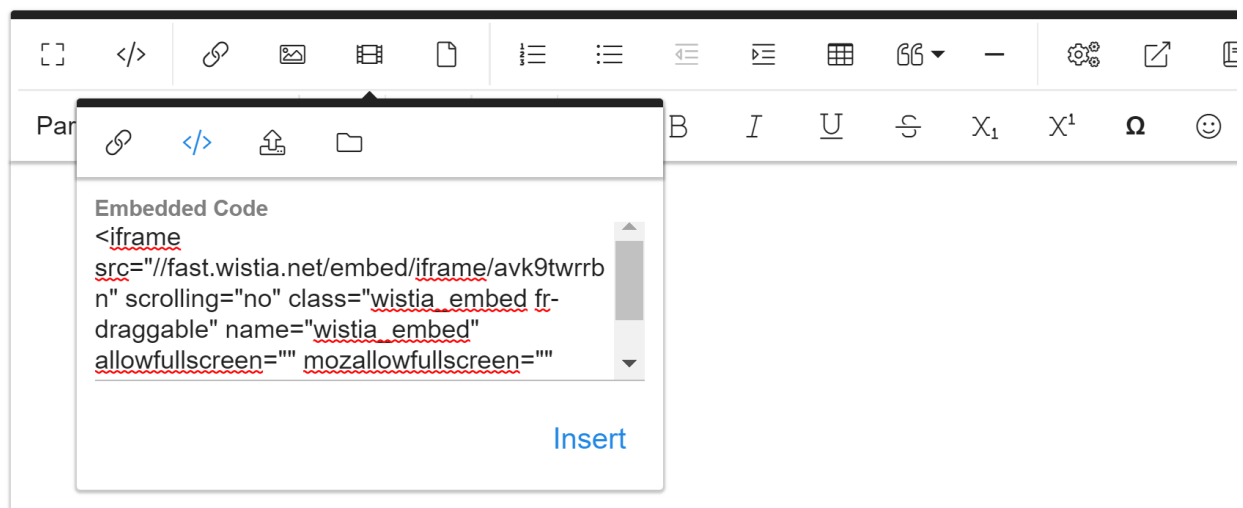 Par
B I U S X₁ X¹ Ω
Embedded Code
<iframe
src="//fast.wistia.net/embed/iframe/avk9twrrb
n" scrolling="no" class="wistia_embed fr-
draggable" name="wistia_embed"
allowfullscreen="" mozallowfullscreen=""
Insert